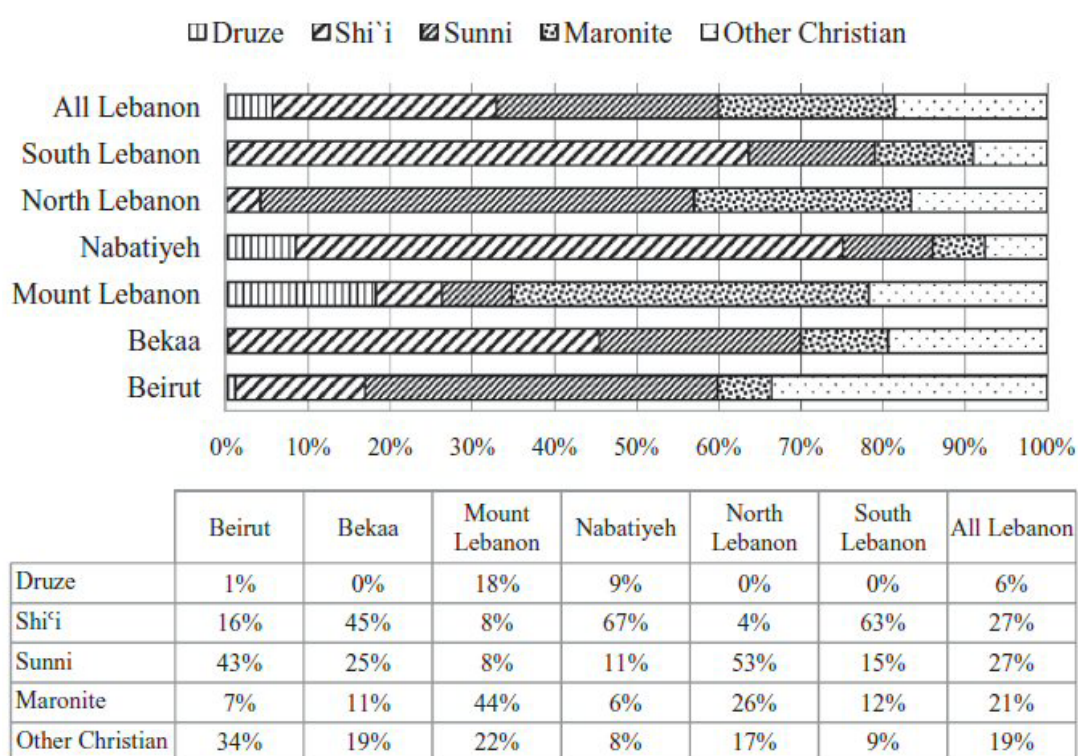 Druze Shi`i Sunni Maronite Other Christian
All Lebanon
South Lebanon
North Lebanon
Nabatiyeh
Mount Lebanon
Bekaa
Beirut
0% 10% 20% 30% 40% 50% 60% 70% 80% 90% 100%
Beirut Bekaa Mount Lebanon Nabatiyeh North Lebanon South Lebanon All Lebanon
Druze 1% 0% 18% 9% 0% 0% 6%
Shiʿi 16% 45% 8% 67% 4% 63% 27%
Sunni 43% 25% 8% 11% 53% 15% 27%
Maronite 7% 11% 44% 6% 26% 12% 21%
Other Christian 34% 19% 22% 8% 17% 9% 19%